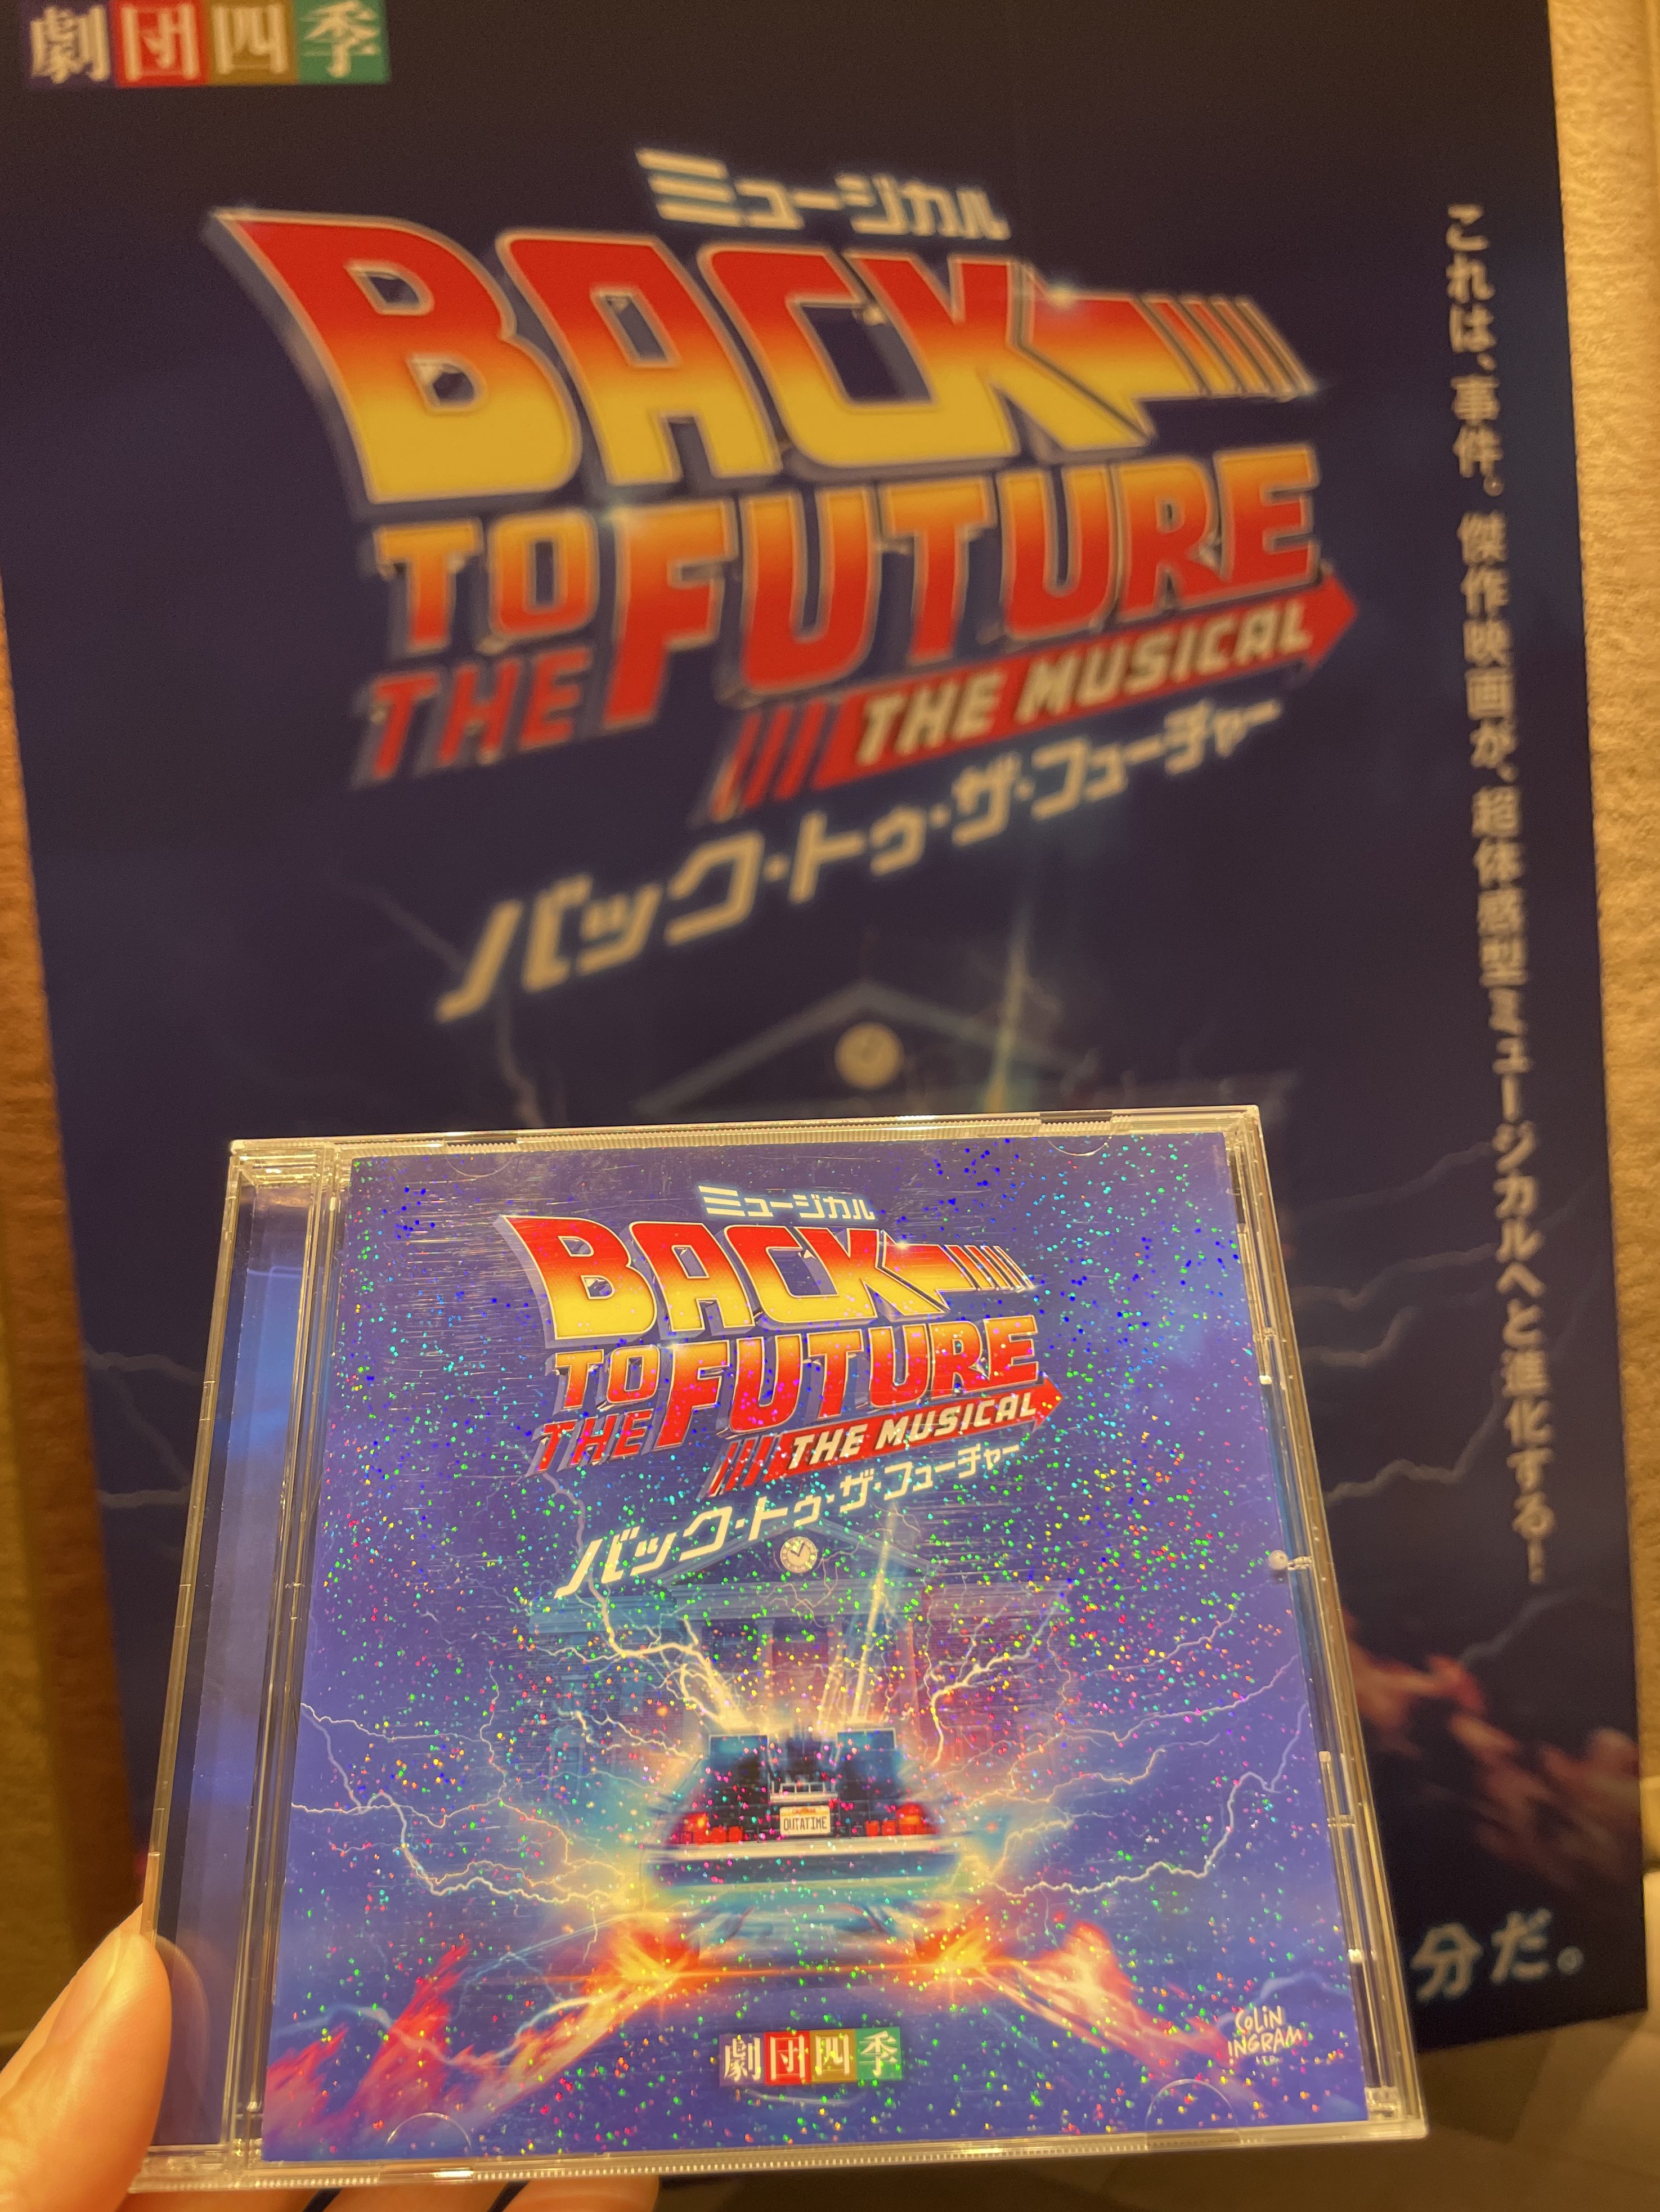 劇団四季
ミュージカル
BACK
TO THE FUTURE
THE MUSICAL
バック・トゥ・ザ・フューチャー
これは、事件。傑作映画が、超体感型ミュージカルへと進化する!
分だ。
ミュージカル
BACK
TO THE FUTURE
THE MUSICAL
バック・トゥ・ザ・フューチャー
OUTATIME
劇団四季
COLIN
INGRAM
LTD.